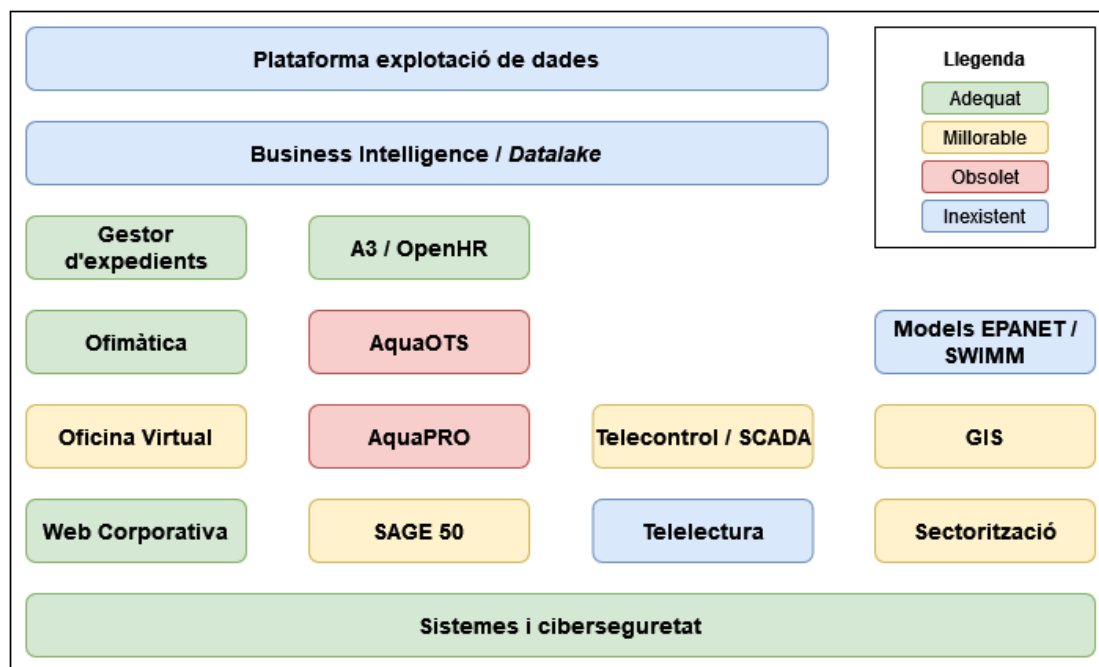 Plataforma explotació de dades
Llegenda
Adequat
Millorable
Obsolet
Inexistent
Business Intelligence / Datalake
Gestor
d'expedients
A3 / OpenHR
Ofimàtica
AquaOTS
Models EPANET /
SWIMM
Oficina Virtual
AquaPRO
Telecontrol / SCADA
GIS
Web Corporativa
SAGE 50
Telelectura
Sectorització
Sistemes i ciberseguretat